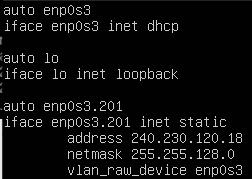 auto enp0s3
iface enp0s3 inet dhcp

auto lo
iface lo inet loopback

auto enp0s3.201
iface enp0s3.201 inet static
        address 240.230.120.18
        netmask 255.255.128.0
        vlan_raw_device enp0s3